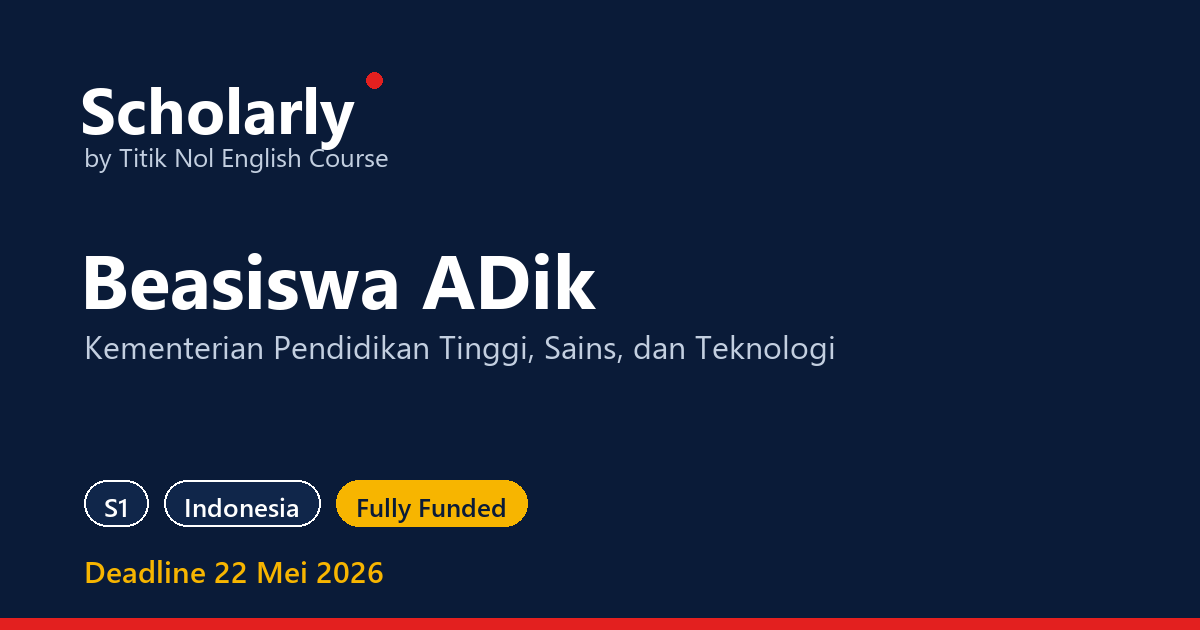 Scholarly
by Titik Nol English Course
Beasiswa ADik
Kementerian Pendidikan Tinggi, Sains, dan Teknologi
S1 Indonesia Fully Funded
Deadline 22 Mei 2026